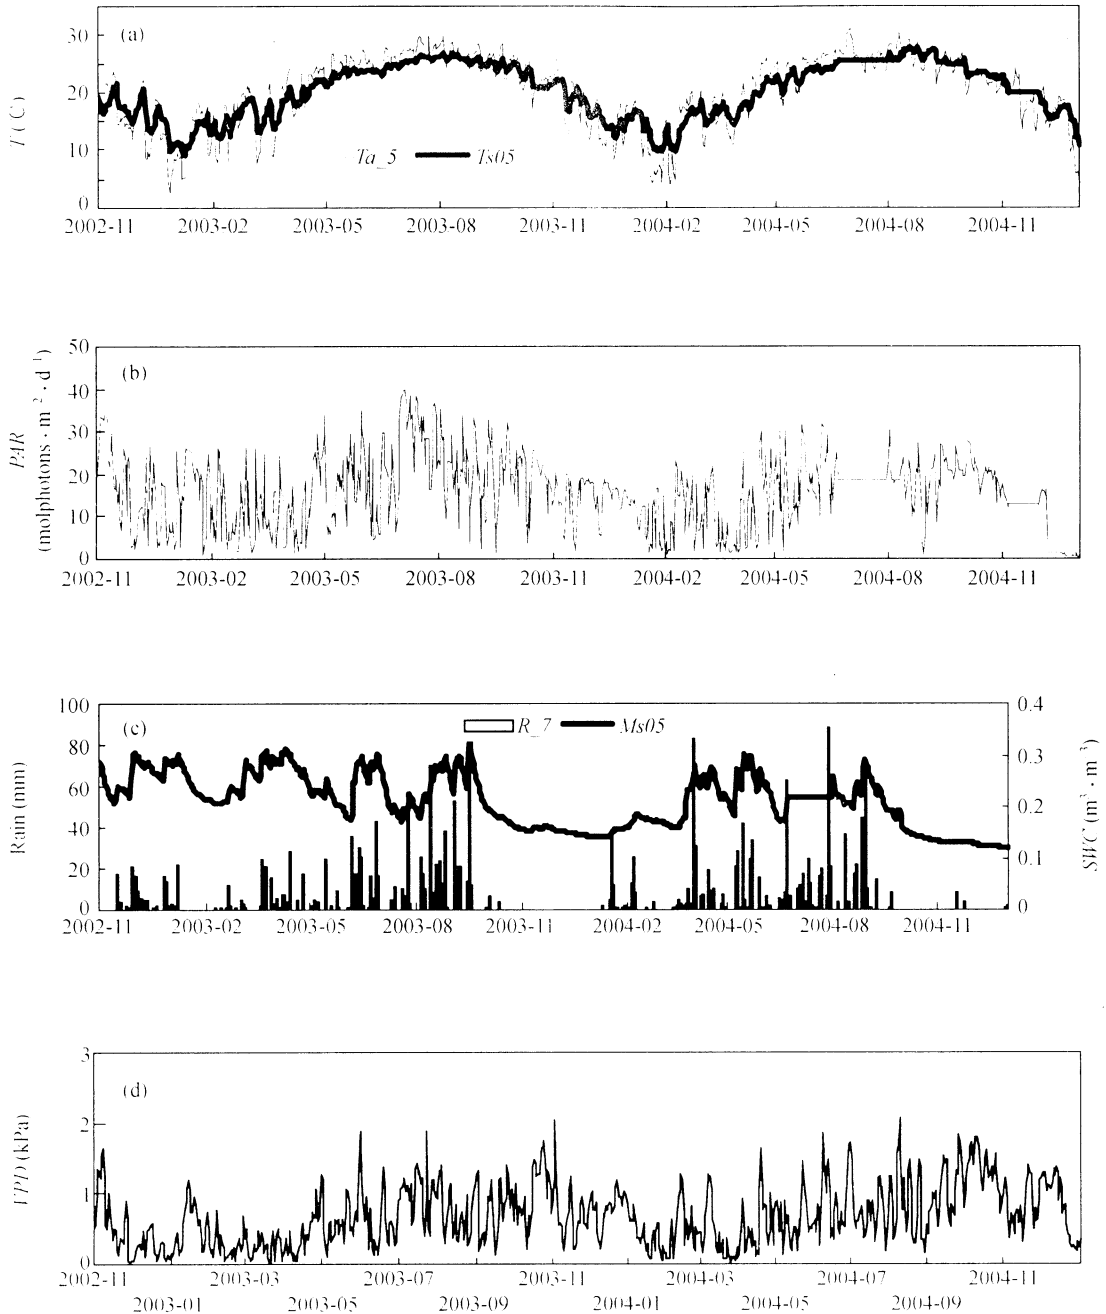 (a)
30
20
10
0
T(C)
Ta_5 Ts05
2002-11 2003-02 2003-05 2003-08 2003-11 2004-02 2004-05 2004-08 2004-11
(b)
50
40
30
20
10
0
PAR
(molphotons · m² · d¹)
2002-11 2003-02 2003-05 2003-08 2003-11 2004-02 2004-05 2004-08 2004-11
(c)
R_7 Ms05
100
80
60
40
20
0
Rain (mm)
0.4
0.3
0.2
0.1
0
SWC (m³ · m³)
2002-11 2003-02 2003-05 2003-08 2003-11 2004-02 2004-05 2004-08 2004-11
(d)
3
2
1
0
VPD (kPa)
2002-11 2003-03 2003-07 2003-11 2004-03 2004-07 2004-11
2003-01 2003-05 2003-09 2004-01 2004-05 2004-09